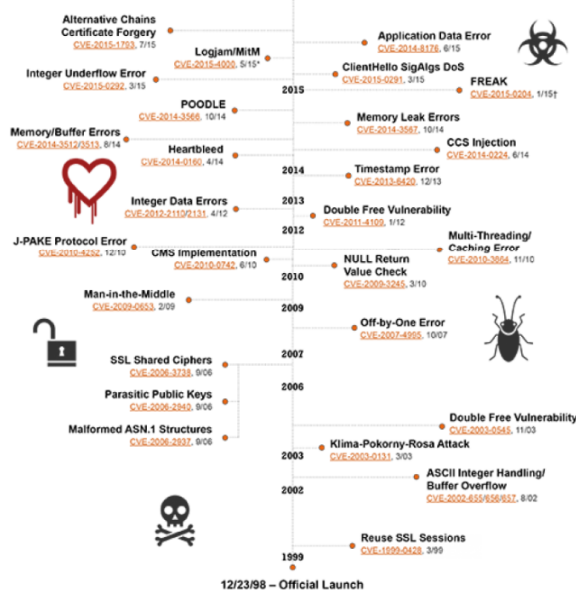 Alternative Chains
Certificate Forgery
CVE-2015-1793, 7/15
Application Data Error
CVE-2014-8176, 6/15
Logjam/MitM
CVE-2015-4000, 5/15*
ClientHello SigAlgs DoS
CVE-2015-0291, 3/15
Integer Underflow Error
CVE-2015-0292, 3/15
FREAK
CVE-2015-0204, 1/15†
2015
POODLE
CVE-2014-3566, 10/14
Memory Leak Errors
CVE-2014-3567, 10/14
Memory/Buffer Errors
CVE-2014-3512/3513, 8/14
CCS Injection
CVE-2014-0224, 6/14
Heartbleed
CVE-2014-0160, 4/14
2014
Timestamp Error
CVE-2013-6420, 12/13
2013
Integer Data Errors
CVE-2012-2110/2131, 4/12
Double Free Vulnerability
CVE-2011-4109, 1/12
2012
J-PAKE Protocol Error
CVE-2010-4252, 12/10
Multi-Threading/
Caching Error
CVE-2010-3864, 11/10
CMS Implementation
CVE-2010-0742, 6/10
NULL Return
Value Check
CVE-2009-3245, 3/10
2010
Man-in-the-Middle
CVE-2009-0653, 2/09
2009
Off-by-One Error
CVE-2007-4995, 10/07
2007
SSL Shared Ciphers
CVE-2006-3738, 9/06
2006
Parasitic Public Keys
CVE-2006-2940, 9/06
Malformed ASN.1 Structures
CVE-2006-2937, 9/06
Double Free Vulnerability
CVE-2003-0545, 11/03
Klima-Pokorny-Rosa Attack
CVE-2003-0131, 3/03
2003
ASCII Integer Handling/
Buffer Overflow
CVE-2002-655/656/657, 8/02
2002
Reuse SSL Sessions
CVE-1999-0428, 3/99
1999
12/23/98 – Official Launch